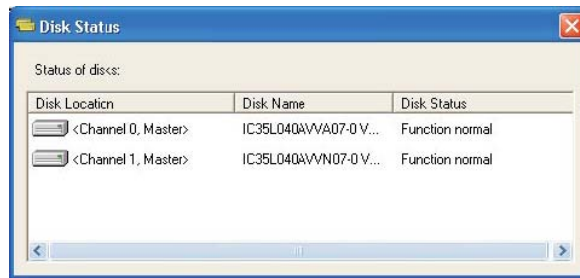 Disk Status
Status of discs:
Disk Location Disk Name Disk Status
<Channel 0, Master> IC35L040AVVA07-0 V... Function normal
<Channel 1, Master> IC35L040AVVN07-0 V... Function normal